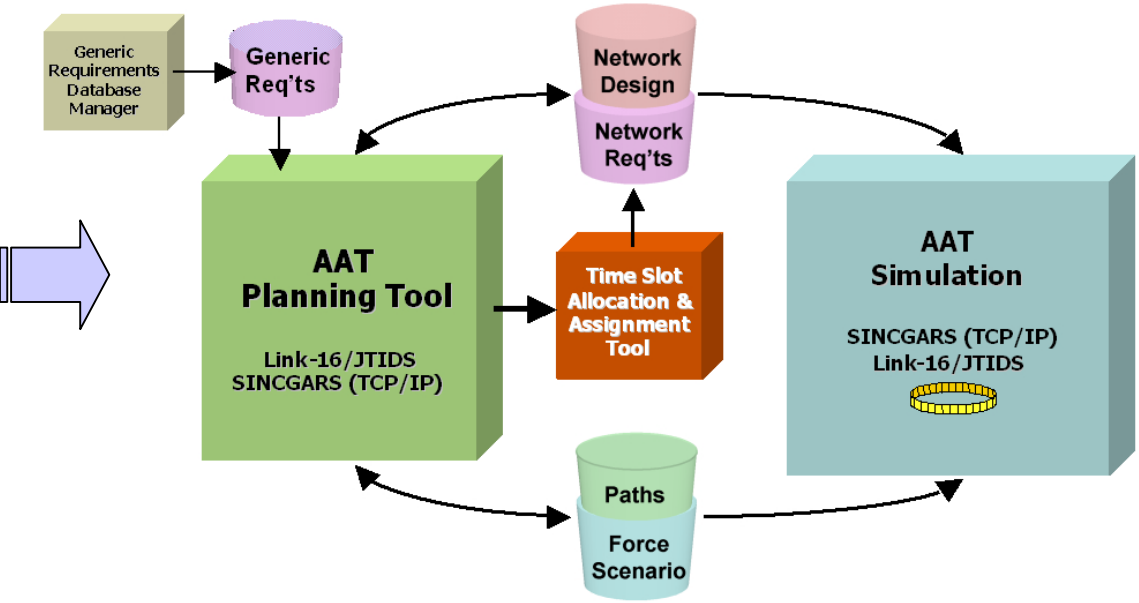 Generic
Requirements
Database
Manager
Generic
Req'ts
Network
Design
Network
Req'ts
AAT
Planning Tool
Link-16/JTIDS
SINCGARS (TCP/IP)
Time Slot
Allocation &
Assignment
Tool
AAT
Simulation
SINCGARS (TCP/IP)
Link-16/JTIDS
Paths
Force
Scenario